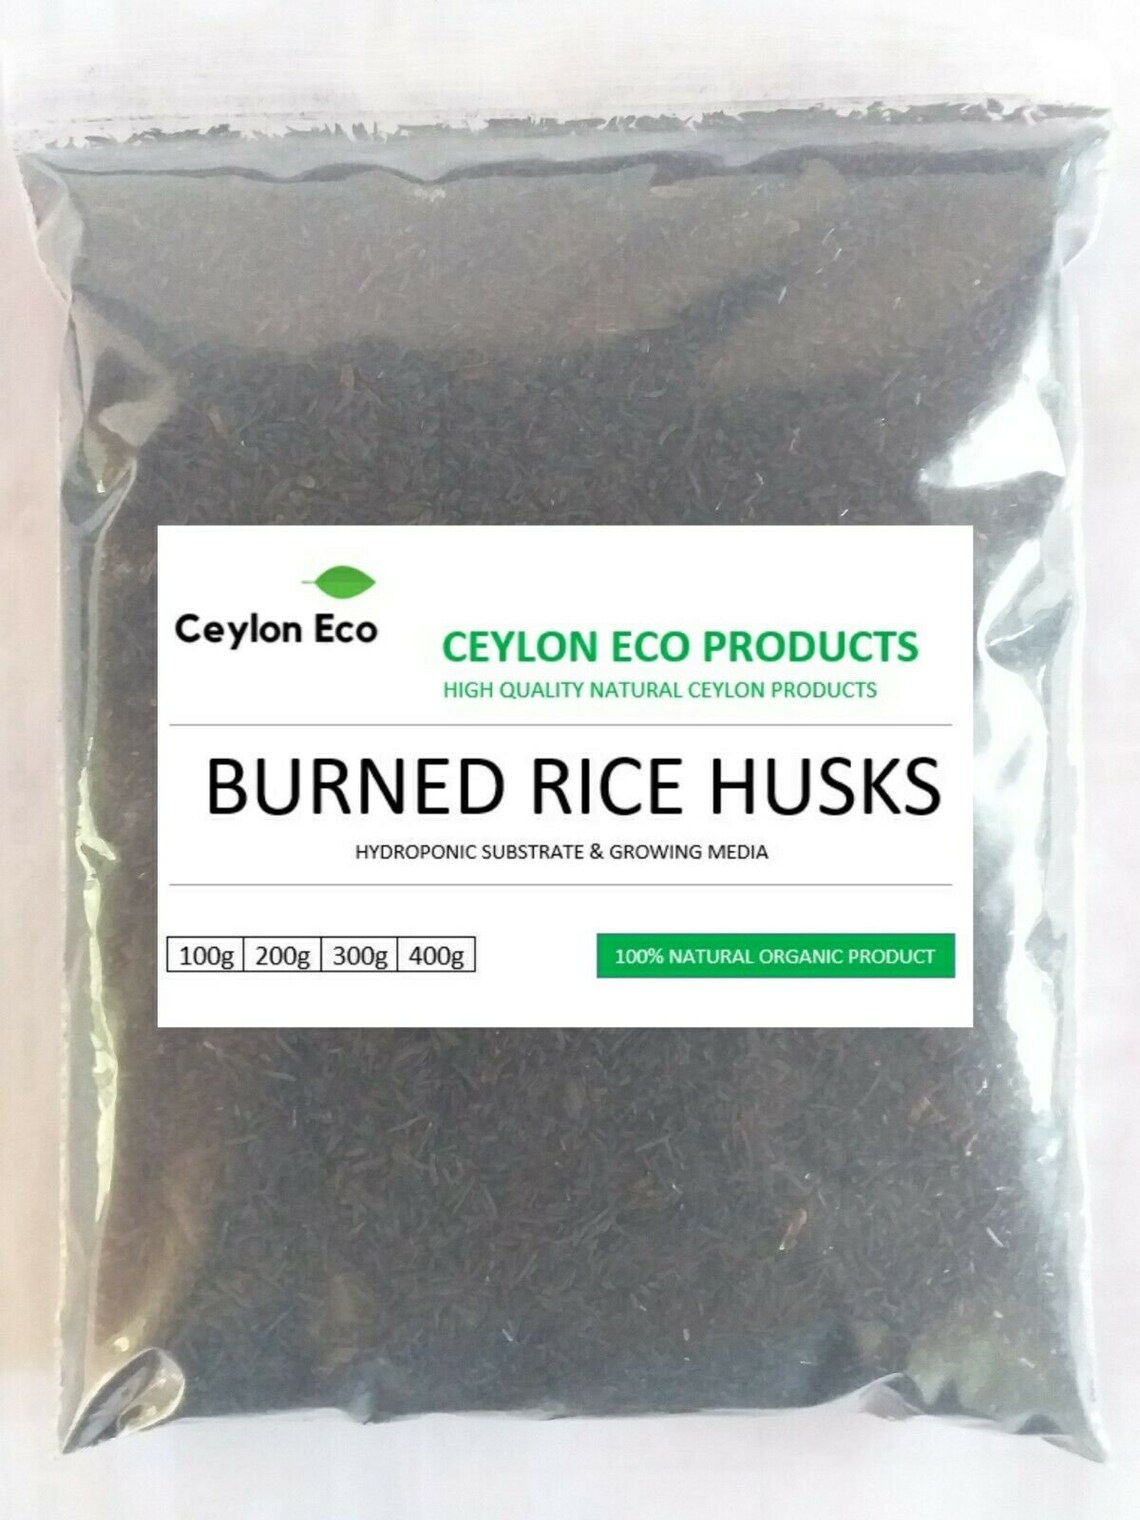 Ceylon Eco
CEYLON ECO PRODUCTS
HIGH QUALITY NATURAL CEYLON PRODUCTS
BURNED RICE HUSKS
HYDROPONIC SUBSTRATE & GROWING MEDIA
100g 200g 300g 400g
100% NATURAL ORGANIC PRODUCT